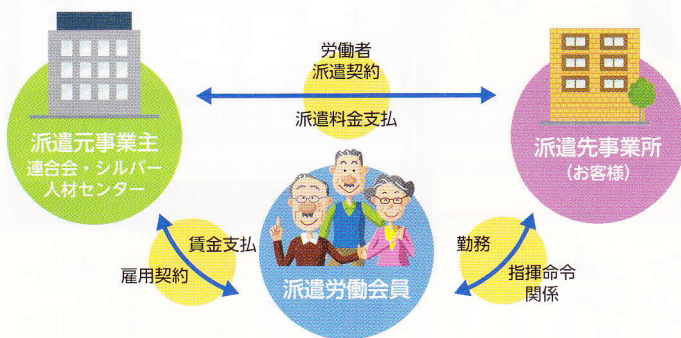 労働者
派遣契約
派遣料金支払
派遣元事業主
連合会・シルバー
人材センター
派遣先事業所
(お客様)
賃金支払
雇用契約
勤務
指揮命令
関係
派遣労働会員